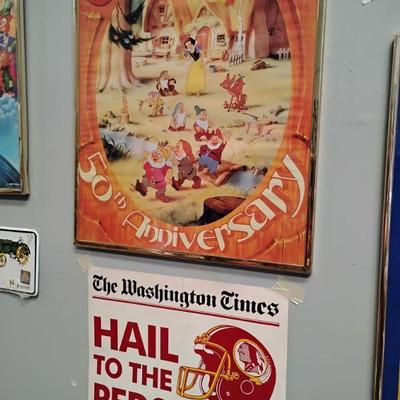 50th Anniversary
The Washington Times
HAIL
TO THE